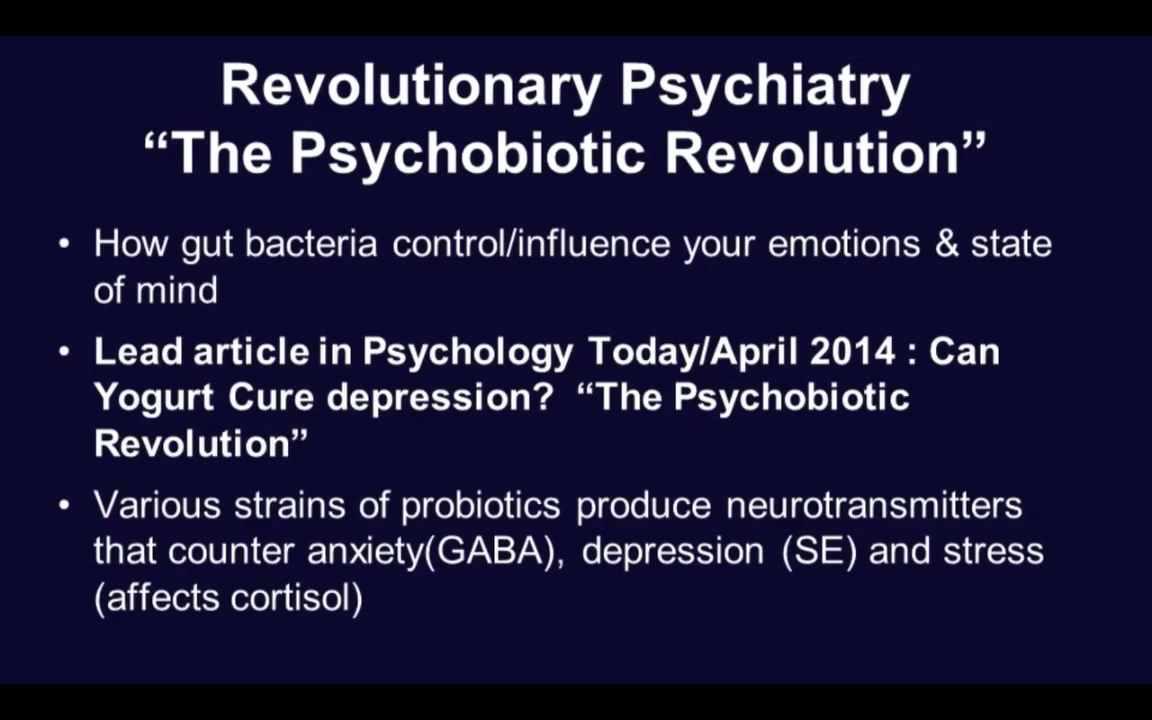 Revolutionary Psychiatry
“The Psychobiotic Revolution”
• How gut bacteria control/influence your emotions & state
of mind
• Lead article in Psychology Today/April 2014 : Can
Yogurt Cure depression? “The Psychobiotic
Revolution”
• Various strains of probiotics produce neurotransmitters
that counter anxiety(GABA), depression (SE) and stress
(affects cortisol)